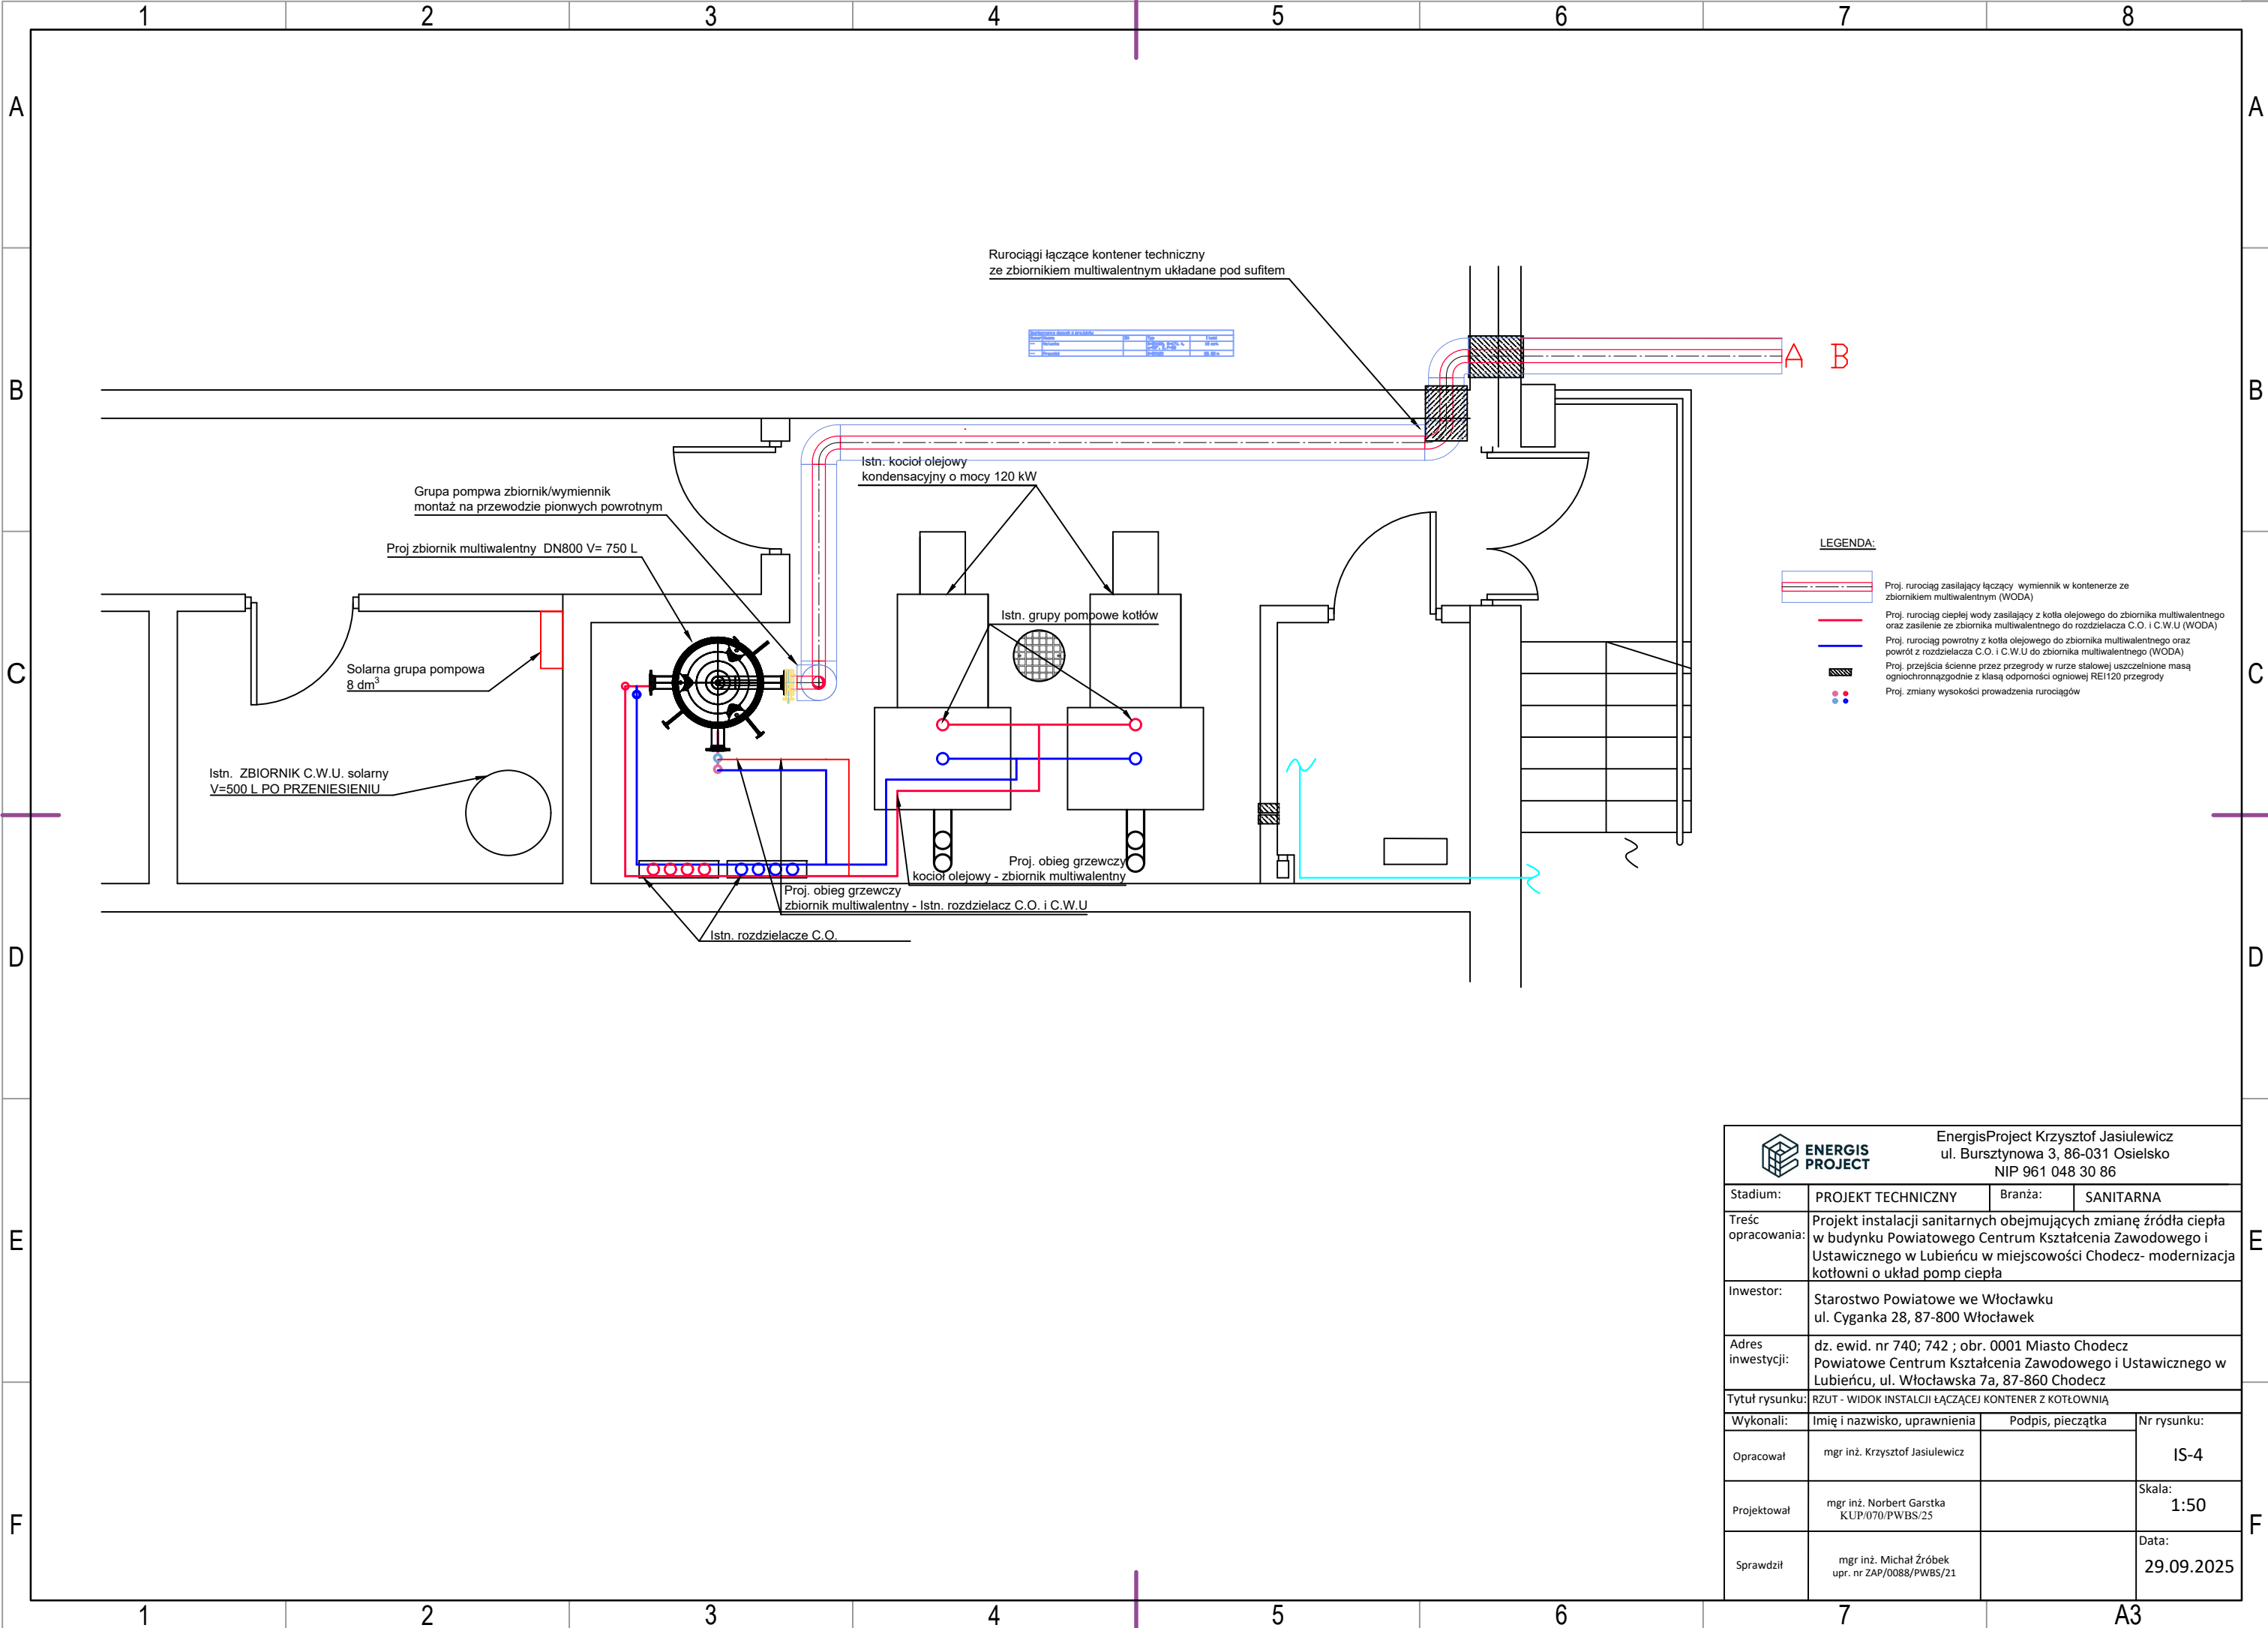 1 2 3 4 5 6 7 8
A A
B B
C C
D D
E E
F F
1 2 3 4 5 6 7 A3
Rurociągi łączące kontener techniczny
ze zbiornikiem multiwalentnym układane pod sufitem
A B
Istn. kocioł olejowy
kondensacyjny o mocy 120 kW
Grupa pompwa zbiornik/wymiennik
montaż na przewodzie pionwych powrotnym
Proj zbiornik multiwalentny DN800 V= 750 L
Istn. grupy pompowe kotłów
Solarna grupa pompowa
8 dm³
Istn. ZBIORNIK C.W.U. solarny
V=500 L PO PRZENIESIENIU
Proj. obieg grzewczy
kocioł olejowy - zbiornik multiwalentny
Proj. obieg grzewczy
zbiornik multiwalentny - Istn. rozdzielacz C.O. i C.W.U
Istn. rozdzielacze C.O.
LEGENDA:
Proj. rurociąg zasilający łączący wymiennik w kontenerze ze
zbiornikiem multiwalentnym (WODA)
Proj. rurociąg ciepłej wody zasilający z kotła olejowego do zbiornika multiwalentnego
oraz zasilenie ze zbiornika multiwalentnego do rozdzielacza C.O. i C.W.U (WODA)
Proj. rurociąg powrotny z kotła olejowego do zbiornika multiwalentnego oraz
powrót z rozdzielacza C.O. i C.W.U do zbiornika multiwalentnego (WODA)
Proj. przejścia ścienne przez przegrody w rurze stalowej uszczelnione masą
ogniochronnązgodnie z klasą odporności ogniowej REI120 przegrody
Proj. zmiany wysokości prowadzenia rurociągów
ENERGIS
PROJECT
EnergisProject Krzysztof Jasiulewicz
ul. Bursztynowa 3, 86-031 Osielsko
NIP 961 048 30 86
Stadium: PROJEKT TECHNICZNY Branża: SANITARNA
Treśc
opracowania:
Projekt instalacji sanitarnych obejmujących zmianę źródła ciepła
w budynku Powiatowego Centrum Kształcenia Zawodowego i
Ustawicznego w Lubieńcu w miejscowości Chodecz- modernizacja
kotłowni o układ pomp ciepła
Inwestor:
Starostwo Powiatowe we Włocławku
ul. Cyganka 28, 87-800 Włocławek
Adres
inwestycji:
dz. ewid. nr 740; 742 ; obr. 0001 Miasto Chodecz
Powiatowe Centrum Kształcenia Zawodowego i Ustawicznego w
Lubieńcu, ul. Włocławska 7a, 87-860 Chodecz
Tytuł rysunku: RZUT - WIDOK INSTALCJI ŁĄCZĄCEJ KONTENER Z KOTŁOWNIĄ
Wykonali: Imię i nazwisko, uprawnienia Podpis, pieczątka Nr rysunku:
Opracował mgr inż. Krzysztof Jasiulewicz IS-4
Projektował mgr inż. Norbert Garstka
KUP/070/PWBS/25
Skala:
1:50
Sprawdził mgr inż. Michał Źróbek
upr. nr ZAP/0088/PWBS/21
Data:
29.09.2025